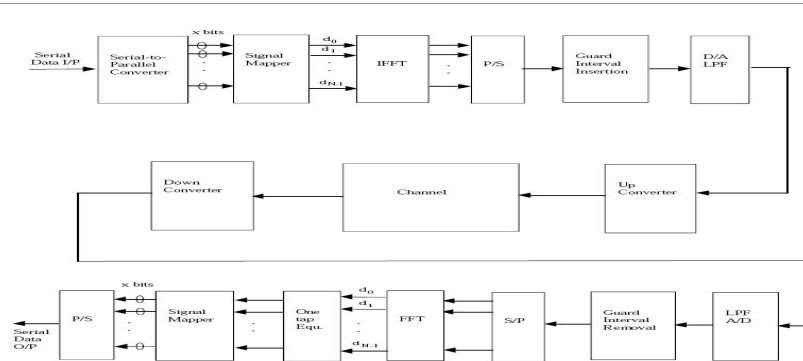 x bits
Serial
Data I/P
Serial-to-
Parallel
Converter
Signal
Mapper
d0
d1
dN-1
IFFT
P/S
Guard
Interval
Insertion
D/A
LPF
Down
Converter
Channel
Up
Converter
x bits
Serial
Data
O/P
P/S
Signal
Mapper
One
tap
Equ.
d0
d1
dN-1
FFT
S/P
Guard
Interval
Removal
LPF
A/D